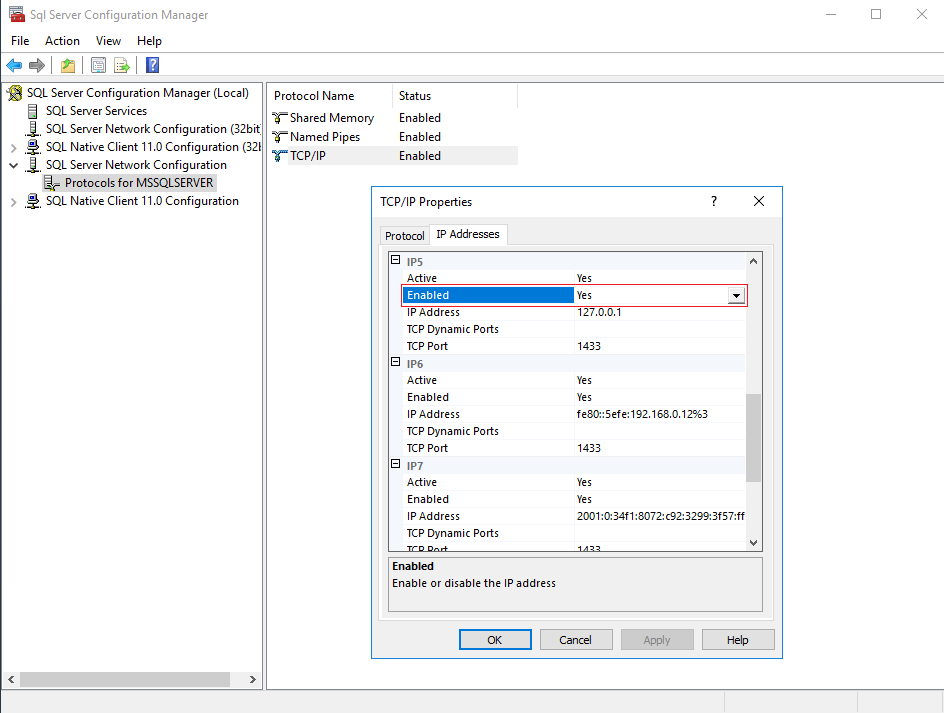 Sql Server Configuration Manager
File Action View Help
SQL Server Configuration Manager (Local)
SQL Server Services
SQL Server Network Configuration (32bit
SQL Native Client 11.0 Configuration (32b
SQL Server Network Configuration
Protocols for MSSQLSERVER
SQL Native Client 11.0 Configuration
Protocol Name Status
Shared Memory Enabled
Named Pipes Enabled
TCP/IP Enabled
TCP/IP Properties ?
Protocol IP Addresses
IP5
Active Yes
Enabled Yes
IP Address 127.0.0.1
TCP Dynamic Ports
TCP Port 1433
IP6
Active Yes
Enabled Yes
IP Address fe80::5efe:192.168.0.12%3
TCP Dynamic Ports
TCP Port 1433
IP7
Active Yes
Enabled Yes
IP Address 2001:0:34f1:8072:c92:3299:3f57:ff
TCP Dynamic Ports
TCP Port 1433
Enabled
Enable or disable the IP address
OK Cancel Apply Help